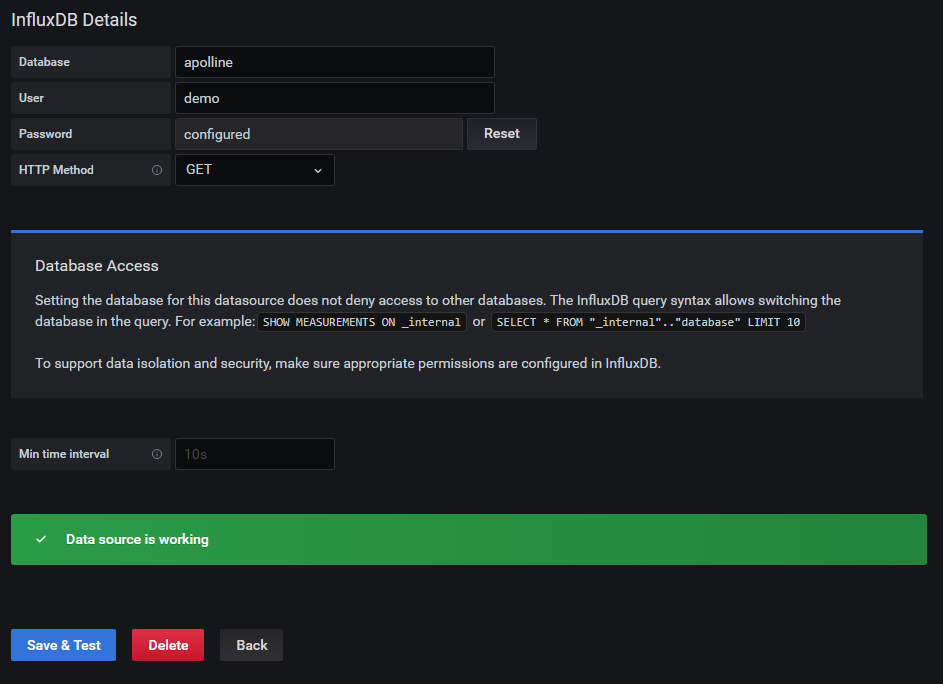 InfluxDB Details
Database apolline
User demo
Password configured Reset
HTTP Method GET
Database Access
Setting the database for this datasource does not deny access to other databases. The InfluxDB query syntax allows switching the
database in the query. For example: SHOW MEASUREMENTS ON _internal or SELECT * FROM "_internal".."database" LIMIT 10
To support data isolation and security, make sure appropriate permissions are configured in InfluxDB.
Min time interval 10s
Data source is working
Save & Test Delete Back